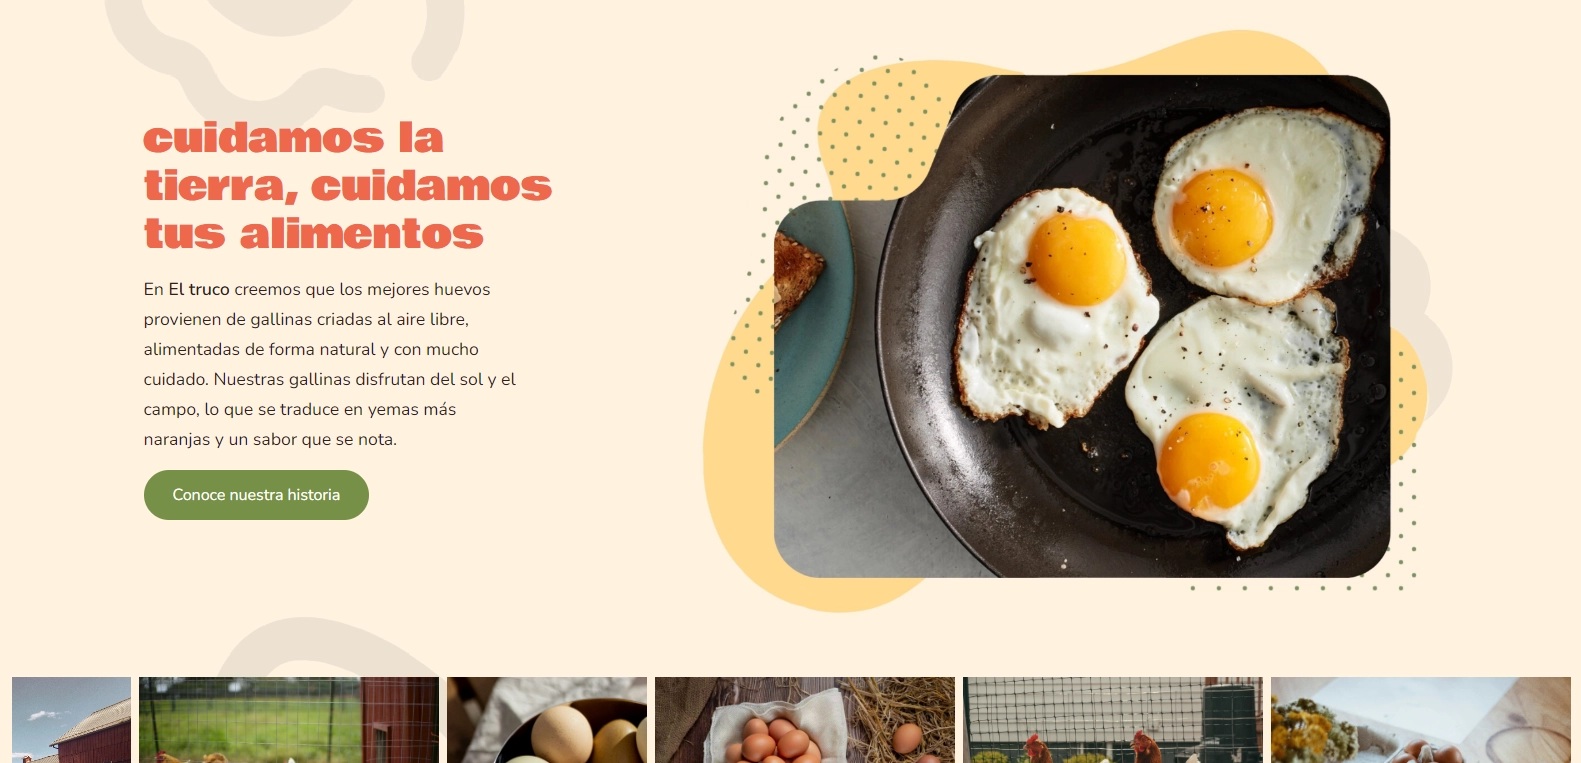 cuidamos la
tierra, cuidamos
tus alimentos
En El truco creemos que los mejores huevos
provienen de gallinas criadas al aire libre,
alimentadas de forma natural y con mucho
cuidado. Nuestras gallinas disfrutan del sol y el
campo, lo que se traduce en yemas más
naranjas y un sabor que se nota.
Conoce nuestra historia